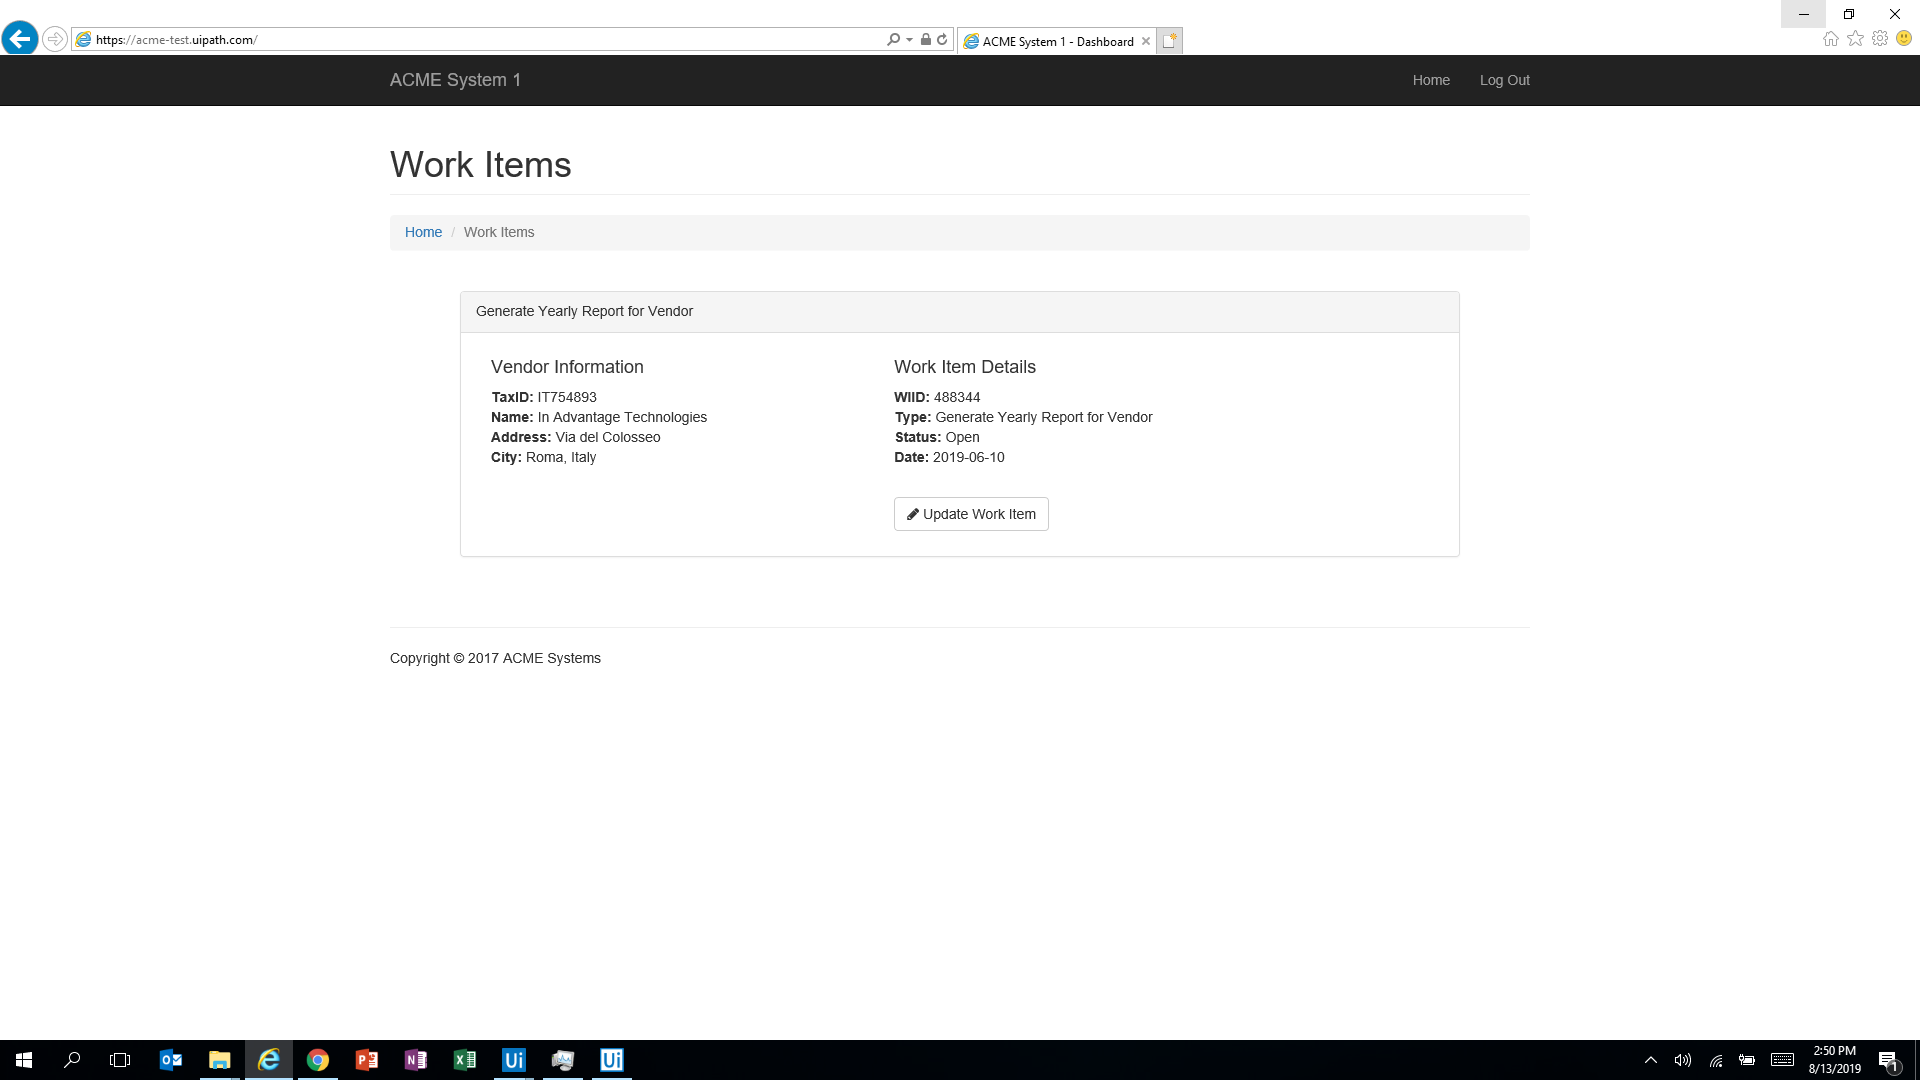 https://acme-test.uipath.com/
ACME System 1 - Dashboard
ACME System 1
Home
Log Out
Work Items
Home / Work Items
Generate Yearly Report for Vendor
Vendor Information
TaxID: IT754893
Name: In Advantage Technologies
Address: Via del Colosseo
City: Roma, Italy
Work Item Details
WIID: 488344
Type: Generate Yearly Report for Vendor
Status: Open
Date: 2019-06-10
Update Work Item
Copyright © 2017 ACME Systems
Ui
Ui
2:50 PM
8/13/2019
1